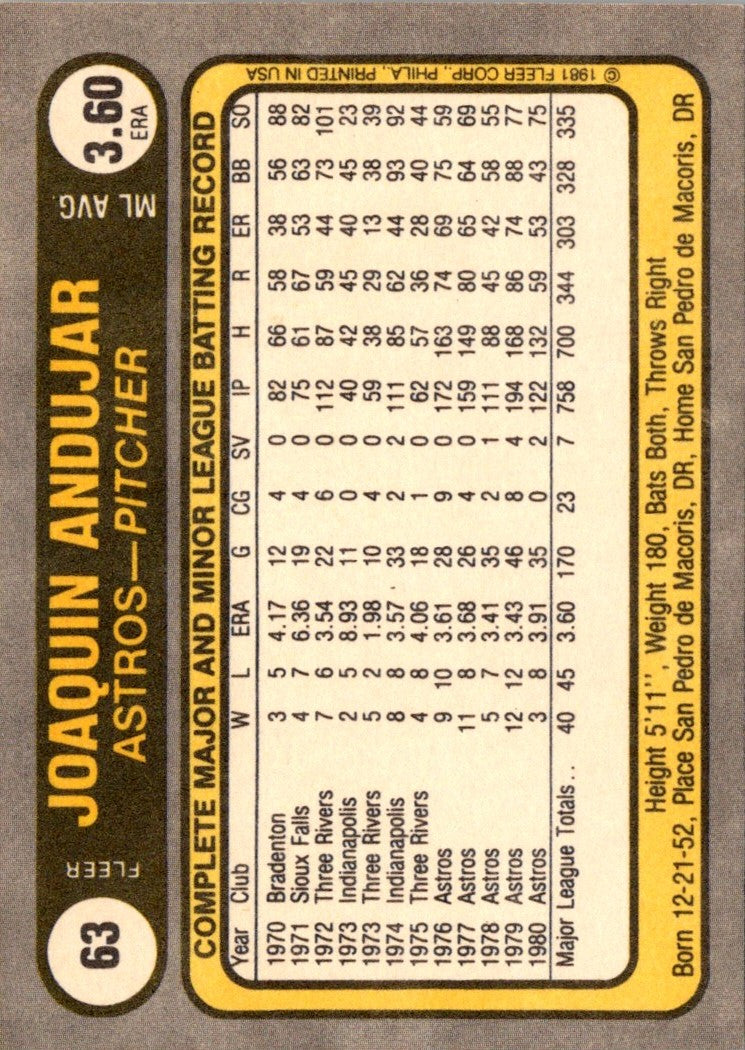 63
FLEER
JOAQUIN ANDUJAR
ASTROS—PITCHER
ML AVG.
3.60
ERA
COMPLETE MAJOR AND MINOR LEAGUE BATTING RECORD
Year Club W L ERA G CG SV IP H R ER BB SO
1970 Bradenton 3 5 4.17 12 4 0 82 66 58 38 56 88
1971 Sioux Falls 4 7 6.36 19 4 0 75 61 67 53 63 82
1972 Three Rivers 7 6 3.54 22 6 0 112 87 59 44 73 101
1973 Indianapolis 2 5 8.93 11 0 0 40 42 45 40 45 23
1973 Three Rivers 5 2 1.98 10 4 0 59 38 29 13 38 39
1974 Indianapolis 8 8 3.57 33 2 2 111 85 62 44 93 92
1975 Three Rivers 4 8 4.06 18 1 0 62 57 36 28 40 44
1976 Astros 9 10 3.61 28 9 0 172 163 74 69 75 59
1977 Astros 11 8 3.68 26 4 0 159 149 80 65 64 69
1978 Astros 5 7 3.41 35 2 1 111 88 45 42 58 55
1979 Astros 12 12 3.43 46 8 4 194 168 86 74 88 77
1980 Astros 3 8 3.91 35 0 2 122 132 59 53 43 75
Major League Totals . . 40 45 3.60 170 23 7 758 700 344 303 328 335
Height 5'11'', Weight 180, Bats Both, Throws Right
Born 12-21-52, Place San Pedro de Macoris, DR, Home San Pedro de Macoris, DR
© 1981 FLEER CORP., PHILA., PRINTED IN USA